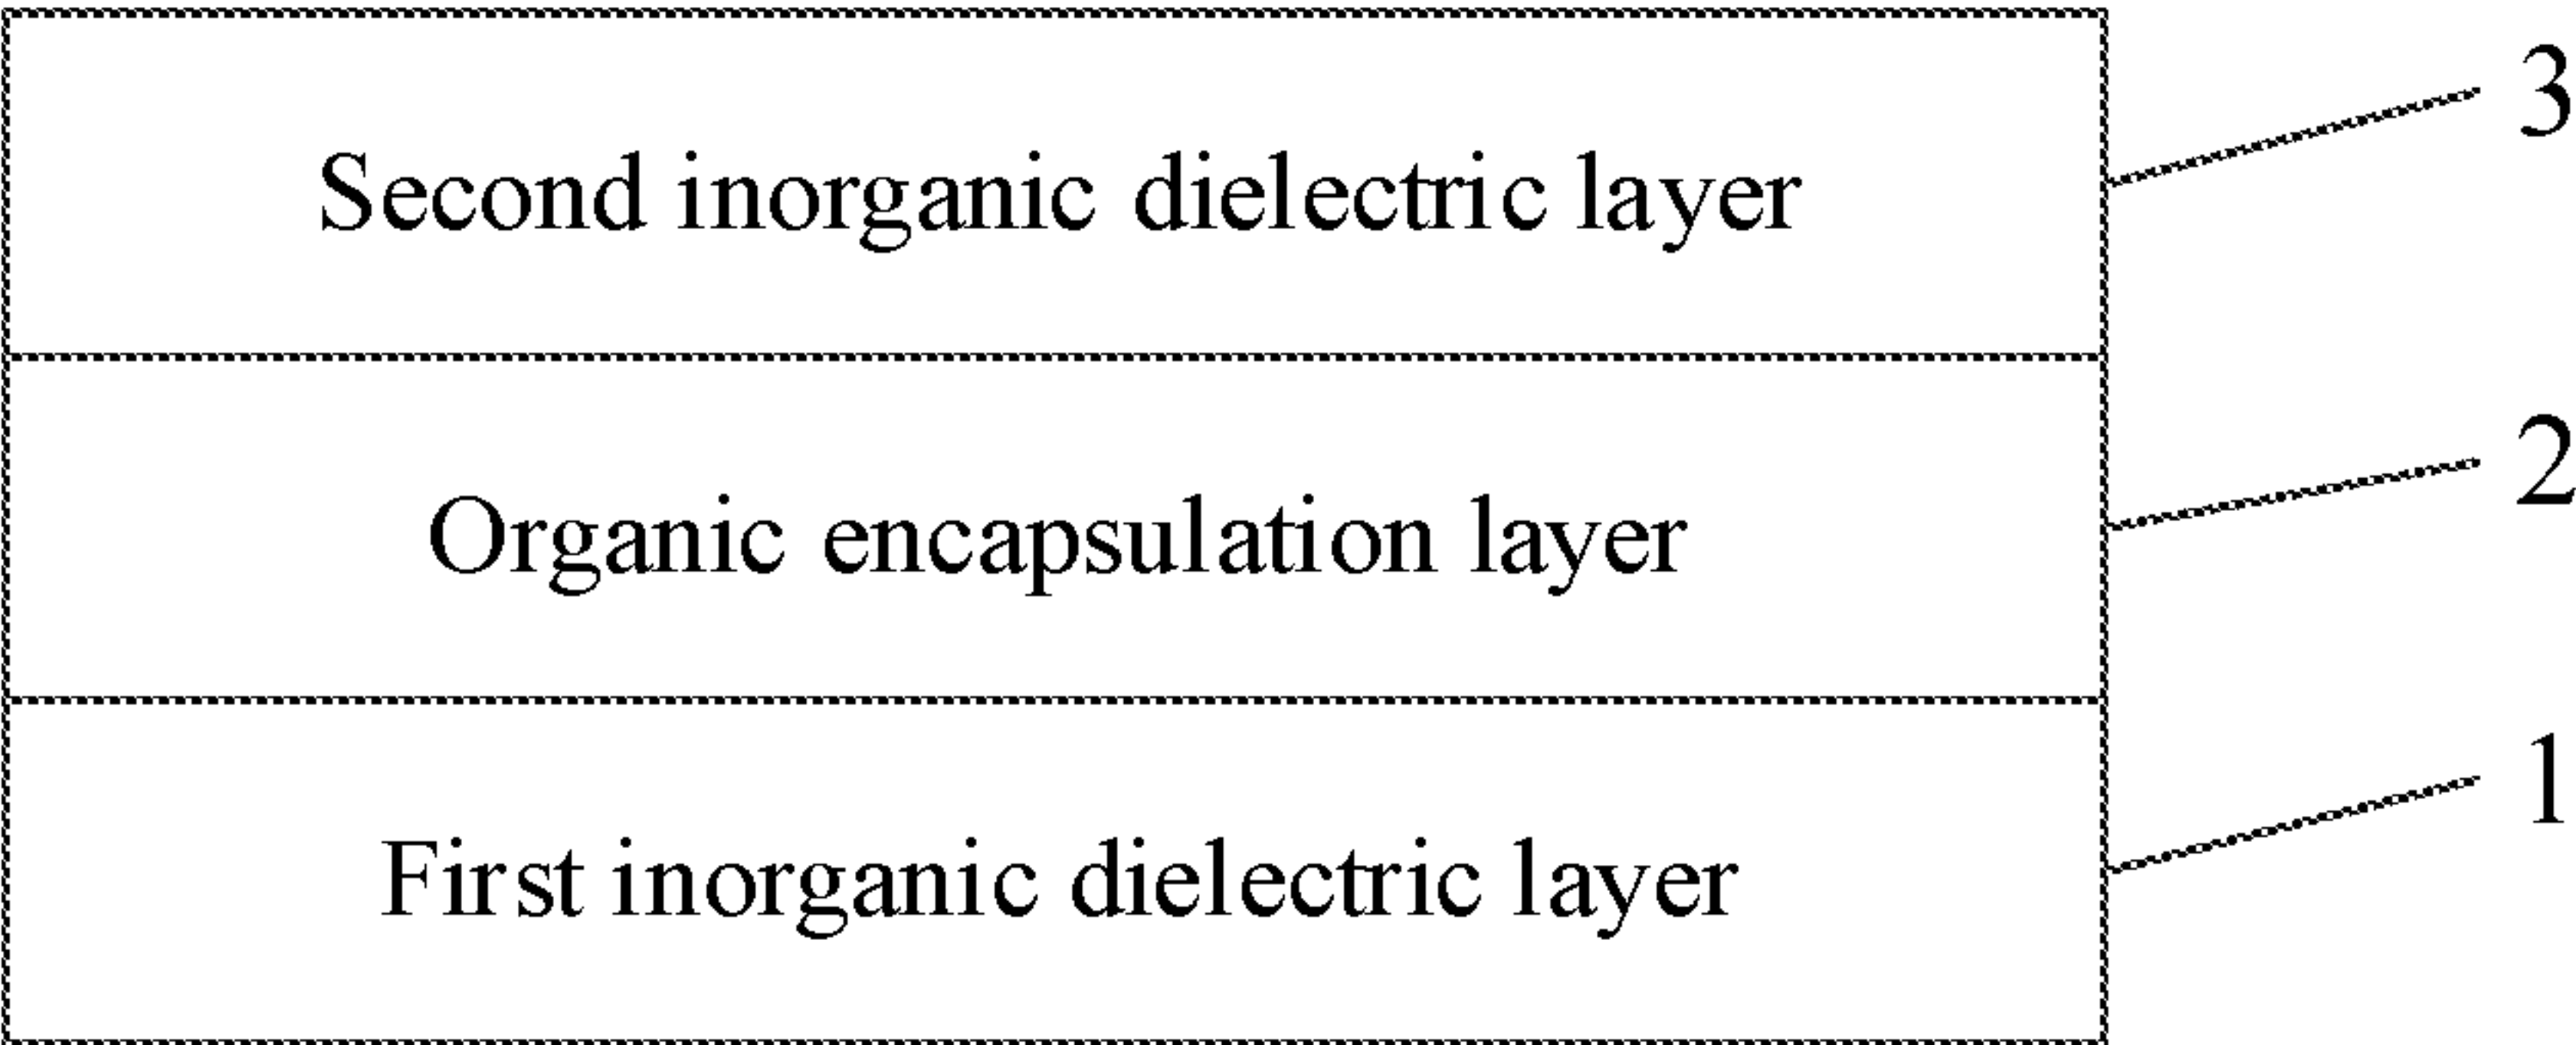 Second inorganic dielectric layer
3
Organic encapsulation layer
2
First inorganic dielectric layer
1